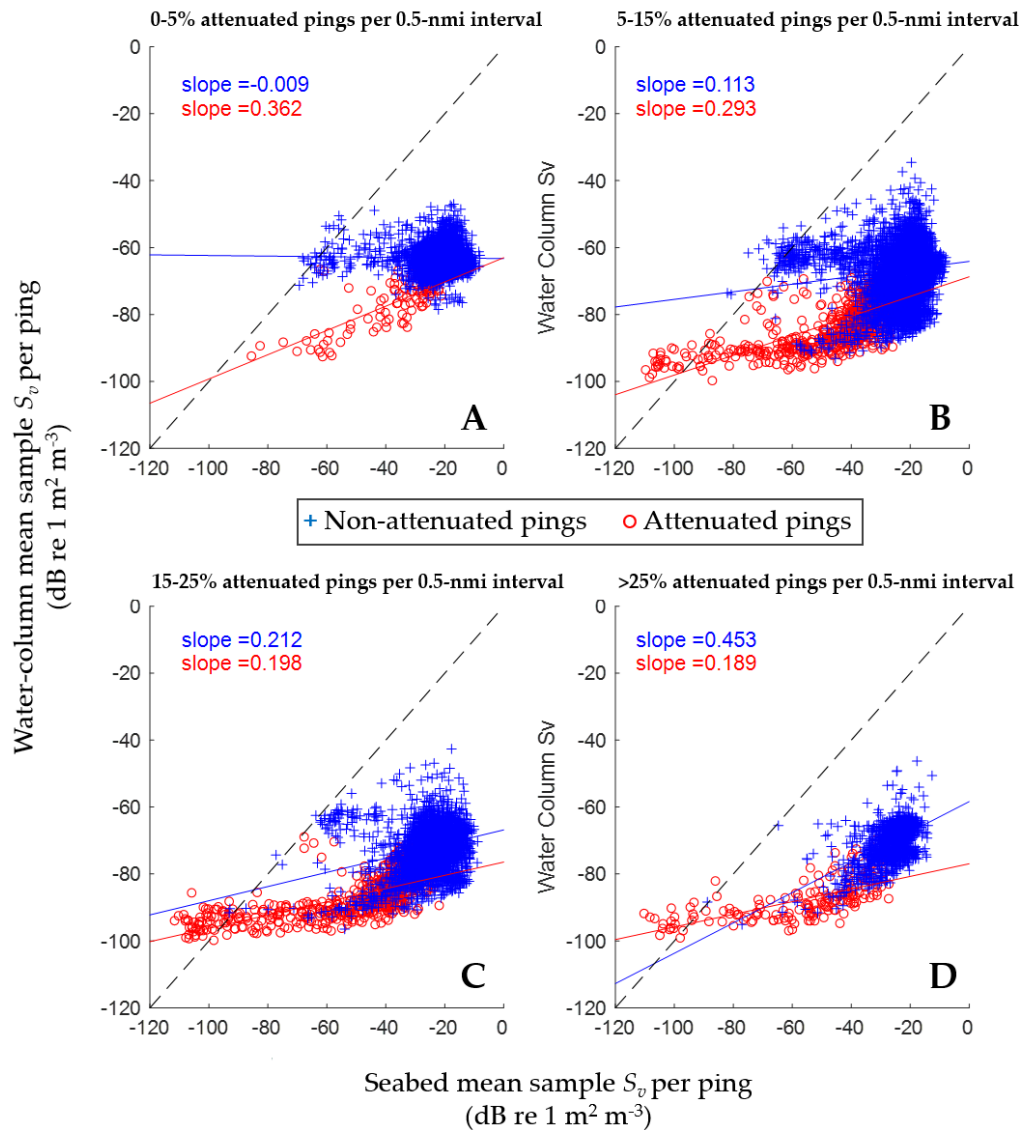 0-5% attenuated pings per 0.5-nmi interval
5-15% attenuated pings per 0.5-nmi interval
0
-20
-40
-60
-80
-100
-120
slope =-0.009
slope =0.362
A
-120 -100 -80 -60 -40 -20 0
Water Column Sv
0
-20
-40
-60
-80
-100
-120
slope =0.113
slope =0.293
B
-120 -100 -80 -60 -40 -20 0
+ Non-attenuated pings o Attenuated pings
15-25% attenuated pings per 0.5-nmi interval
>25% attenuated pings per 0.5-nmi interval
0
-20
-40
-60
-80
-100
-120
slope =0.212
slope =0.198
C
-120 -100 -80 -60 -40 -20 0
Water Column Sv
0
-20
-40
-60
-80
-100
-120
slope =0.453
slope =0.189
D
-120 -100 -80 -60 -40 -20 0
Water-column mean sample Sv per ping
(dB re 1 m² m⁻³)
Seabed mean sample Sv per ping
(dB re 1 m² m⁻³)